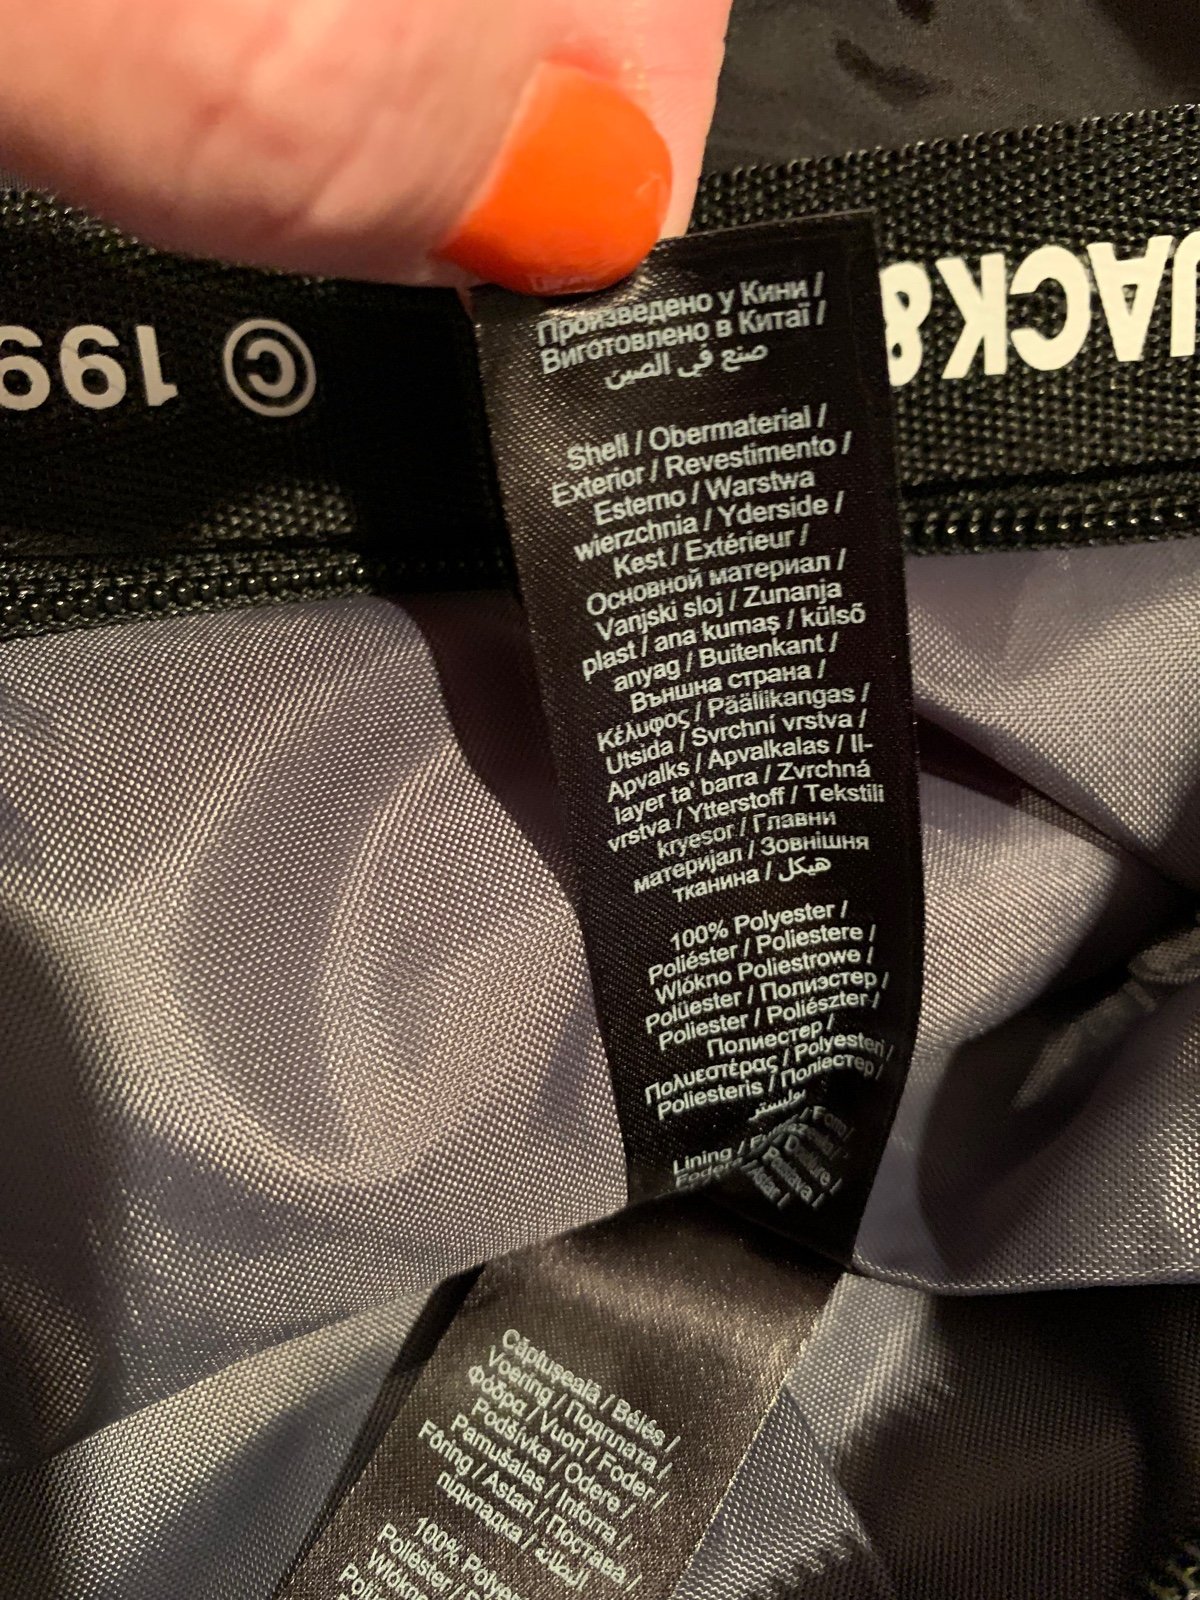 JACK&
© 199
Произведено у Кини /
Виготовлено в Китаї /
صنع في الصين
Shell / Obermaterial /
Exterior / Revestimento /
Esterno / Warstwa
wierzchnia / Yderside /
Kest / Extérieur /
Основной материал /
Vanjski sloj / Zunanja
plast / ana kumaş / külső
anyag / Buitenkant /
Външна страна /
Κέλυφος / Päällikangas /
Utsida / Svrchní vrstva /
Apvalks / Apvalkalas / Il-
layer ta' barra / Zvrchná
vrstva / Ytterstoff / Tekstili
kryesor / Главни
материјал / Зовнішня
тканина / هيكل
100% Polyester /
Poliéster / Poliestere /
Włókno Poliestrowe /
Polüester / Полиэстер /
Poliester / Poliészter /
Полиестер /
Πολυεστέρας / Polyesteri /
Poliesteris / Поліестер /
بوليستر
Lining /
Căptușeală / Bélés /
Voering / Подплата /
Φόδρα / Vuori / Foder /
Podšívka / Odere /
Pamušalas / Inforra /
Fôring / Astari / Постава /
підкладка / البطانة
100% Polyes
Poliéster /
Włókno